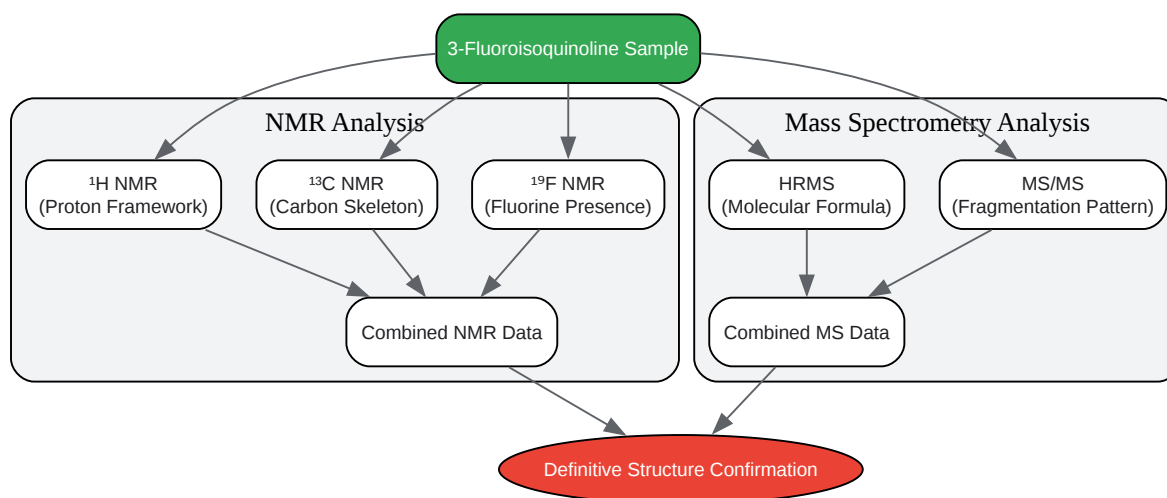 3-Fluoroisoquinoline Sample
NMR Analysis
Mass Spectrometry Analysis
¹H NMR
(Proton Framework)
¹³C NMR
(Carbon Skeleton)
¹⁹F NMR
(Fluorine Presence)
HRMS
(Molecular Formula)
MS/MS
(Fragmentation Pattern)
Combined NMR Data
Combined MS Data
Definitive Structure Confirmation